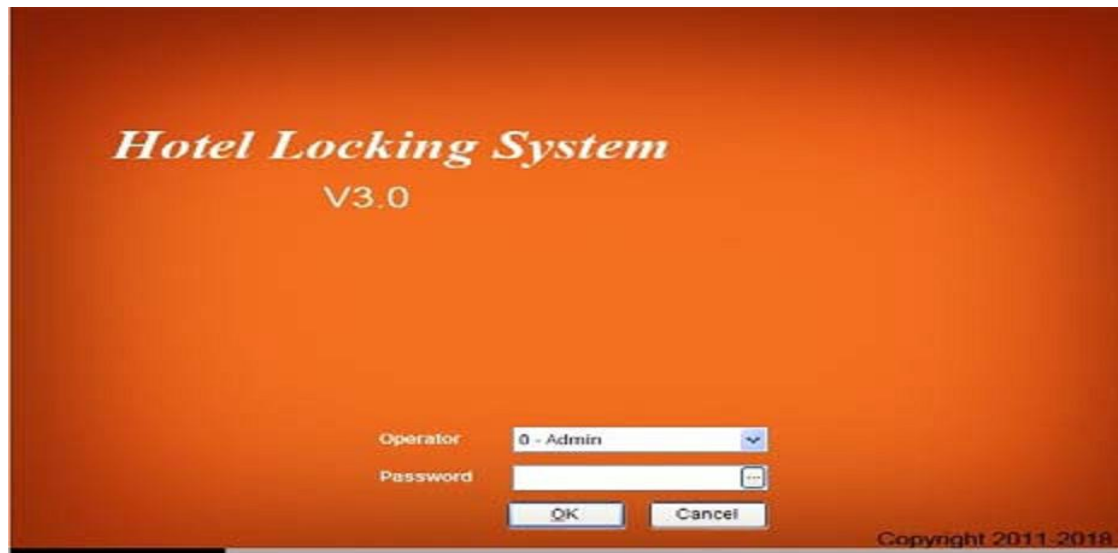 Hotel Locking System
V3.0
Operator 0 - Admin
Password ...
OK Cancel
Copyright 2011-2018